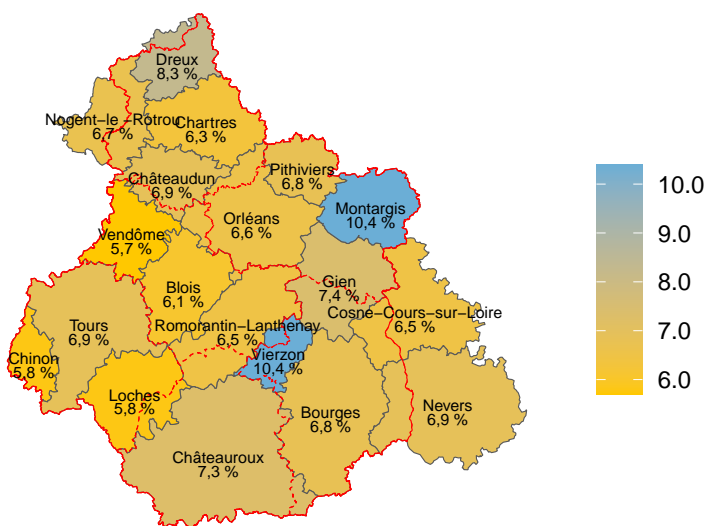 Dreux
8,3 %
Nogent−le −Rotrou
6,7 %
Chartres
6,3 %
Châteaudun
6,9 %
Pithiviers
6,8 %
Montargis
10,4 %
Orléans
6,6 %
Vendôme
5,7 %
Blois
6,1 %
Gien
7,4 %
Cosne−Cours−sur−Loire
6,5 %
Tours
6,9 %
Romorantin−Lanthenay
6,5 %
Vierzon
10,4 %
Chinon
5,8 %
Loches
5,8 %
Bourges
6,8 %
Nevers
6,9 %
Châteauroux
7,3 %
10.0
9.0
8.0
7.0
6.0